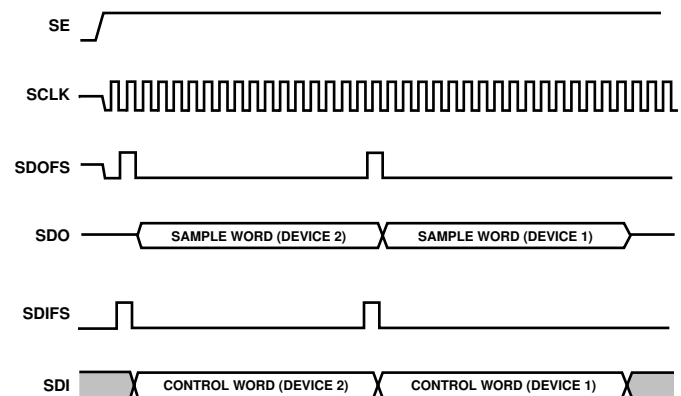 SE
SCLK
SDOFS
SDO
SAMPLE WORD (DEVICE 2) SAMPLE WORD (DEVICE 1)
SDIFS
SDI
CONTROL WORD (DEVICE 2) CONTROL WORD (DEVICE 1)